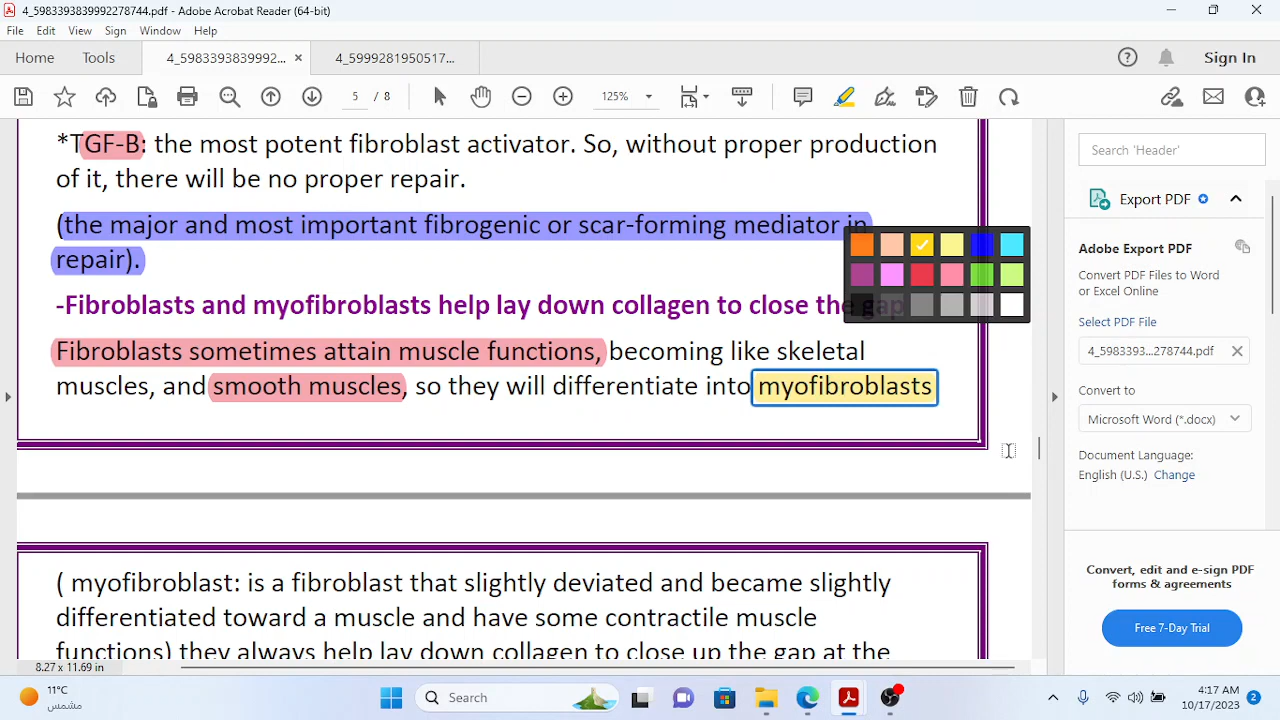 4_5983393839992278744.pdf - Adobe Acrobat Reader (64-bit)
File Edit View Sign Window Help
Home Tools 4_59833938399992... × 4_5999281950517... Sign In
5 / 8 125%
*TGF-B: the most potent fibroblast activator. So, without proper production
of it, there will be no proper repair.
(the major and most important fibrogenic or scar-forming mediator in
repair).
-Fibroblasts and myofibroblasts help lay down collagen to close the gap
Fibroblasts sometimes attain muscle functions, becoming like skeletal
muscles, and smooth muscles, so they will differentiate into myofibroblasts
( myofibroblast: is a fibroblast that slightly deviated and became slightly
differentiated toward a muscle and have some contractile muscle
functions) they always help lay down collagen to close up the gap at the
8.27 x 11.69 in
Search 'Header'
Export PDF
Adobe Export PDF
Convert PDF Files to Word
or Excel Online
Select PDF File
4_5983393...278744.pdf
Convert to
Microsoft Word (*.docx)
Document Language:
English (U.S.) Change
Convert, edit and e-sign PDF
forms & agreements
Free 7-Day Trial
11°C
مشمس
Search
4:17 AM
10/17/2023
2